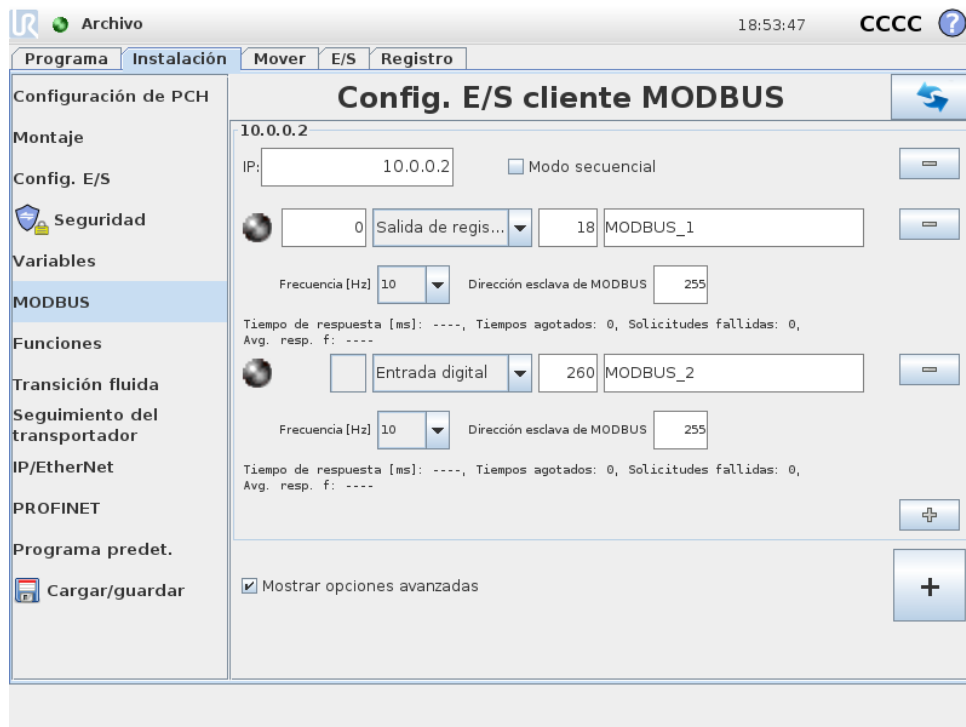 UR Archivo 18:53:47 CCCC ?
Programa Instalación Mover E/S Registro
Configuración de PCH
Montaje
Config. E/S
Seguridad
Variables
MODBUS
Funciones
Transición fluida
Seguimiento del
transportador
IP/EtherNet
PROFINET
Programa predet.
Cargar/guardar
Config. E/S cliente MODBUS
10.0.0.2
IP: 10.0.0.2 Modo secuencial
0 Salida de regis... 18 MODBUS_1
Frecuencia [Hz] 10 Dirección esclava de MODBUS 255
Tiempo de respuesta [ms]: ----, Tiempos agotados: 0, Solicitudes fallidas: 0,
Avg. resp. f: ----
Entrada digital 260 MODBUS_2
Frecuencia [Hz] 10 Dirección esclava de MODBUS 255
Tiempo de respuesta [ms]: ----, Tiempos agotados: 0, Solicitudes fallidas: 0,
Avg. resp. f: ----
Mostrar opciones avanzadas